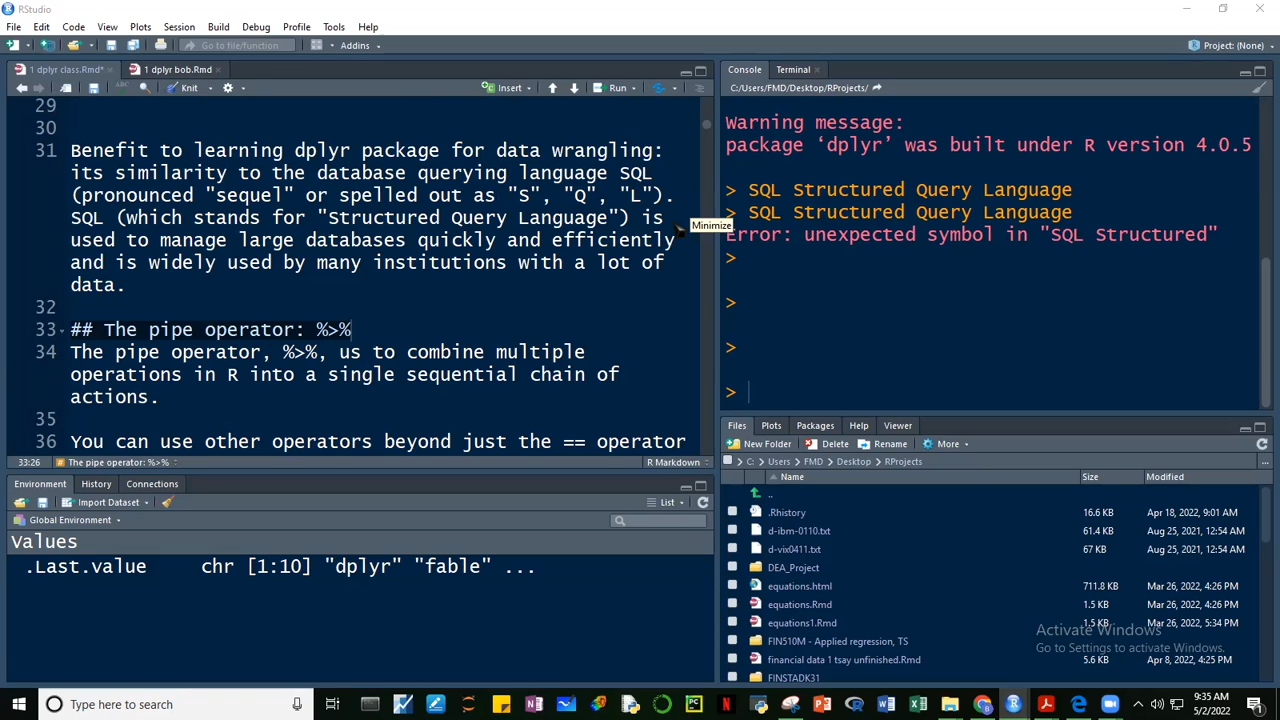 RStudio
File Edit Code View Plots Session Build Debug Profile Tools Help
Go to file/function Addins Project: (None)
1 dplyr class.Rmd* 1 dplyr bob.Rmd
Knit Insert Run
29
30
31 Benefit to learning dplyr package for data wrangling:
its similarity to the database querying language SQL
(pronounced "sequel" or spelled out as "S", "Q", "L").
SQL (which stands for "Structured Query Language") is
used to manage large databases quickly and efficiently
and is widely used by many institutions with a lot of
data.
32
33 ## The pipe operator: %>%
34 The pipe operator, %>%, us to combine multiple
operations in R into a single sequential chain of
actions.
35
36 You can use other operators beyond just the == operator
33:26 The pipe operator: %>% R Markdown
Environment History Connections
Import Dataset List
Global Environment
Values
.Last.value chr [1:10] "dplyr" "fable" ...
Console Terminal
C:/Users/FMD/Desktop/RProjects/
Warning message:
package ‘dplyr’ was built under R version 4.0.5
> SQL Structured Query Language
> SQL Structured Query Language
Error: unexpected symbol in "SQL Structured"
>
>
>
>
Minimize
Files Plots Packages Help Viewer
New Folder Delete Rename More
C: Users FMD Desktop RProjects ...
Name Size Modified
..
.Rhistory 16.6 KB Apr 18, 2022, 9:01 AM
d-ibm-0110.txt 61.4 KB Aug 25, 2021, 12:54 AM
d-vix0411.txt 67 KB Aug 25, 2021, 12:54 AM
DEA_Project
equations.html 711.8 KB Mar 26, 2022, 4:26 PM
equations.Rmd 1.5 KB Mar 26, 2022, 4:26 PM
equations1.Rmd 1.5 KB Mar 26, 2022, 5:34 PM
FIN510M - Applied regression, TS
financial data 1 tsay unfinished.Rmd 5.6 KB Apr 8, 2022, 4:25 PM
FINSTADK31
Activate Windows
Go to Settings to activate Windows.
Type here to search
9:35 AM
5/2/2022